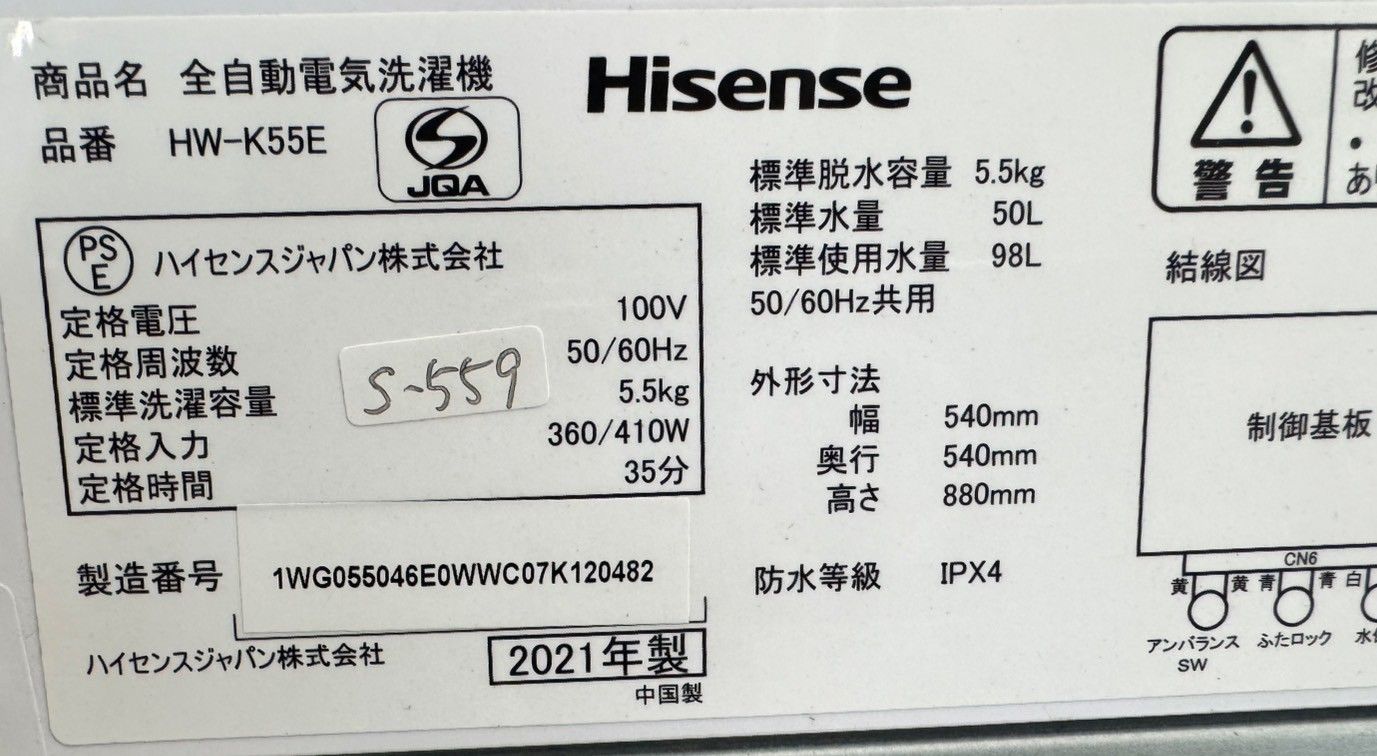 商品名 全自動電気洗濯機
品番 HW-K55E
JQA
Hisense
PS
E
ハイセンスジャパン株式会社
定格電圧 100V
定格周波数 50/60Hz
標準洗濯容量 5.5kg
定格入力 360/410W
定格時間 35分
S-559
製造番号 1WG055046E0WWC07K120482
ハイセンスジャパン株式会社
2021年製
中国製
標準脱水容量 5.5kg
標準水量 50L
標準使用水量 98L
50/60Hz共用
外形寸法
幅 540mm
奥行 540mm
高さ 880mm
防水等級 IPX4
警告
修
改
・
あ
結線図
制御基板
CN6
黄 黄 青 青 白
アンバランス ふたロック 水
SW